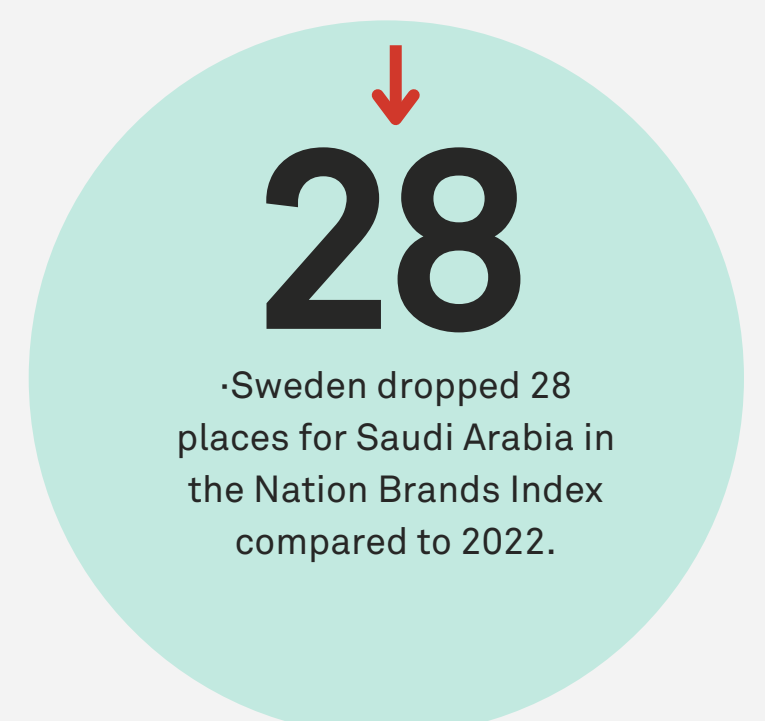 28
·Sweden dropped 28
places for Saudi Arabia in
the Nation Brands Index
compared to 2022.